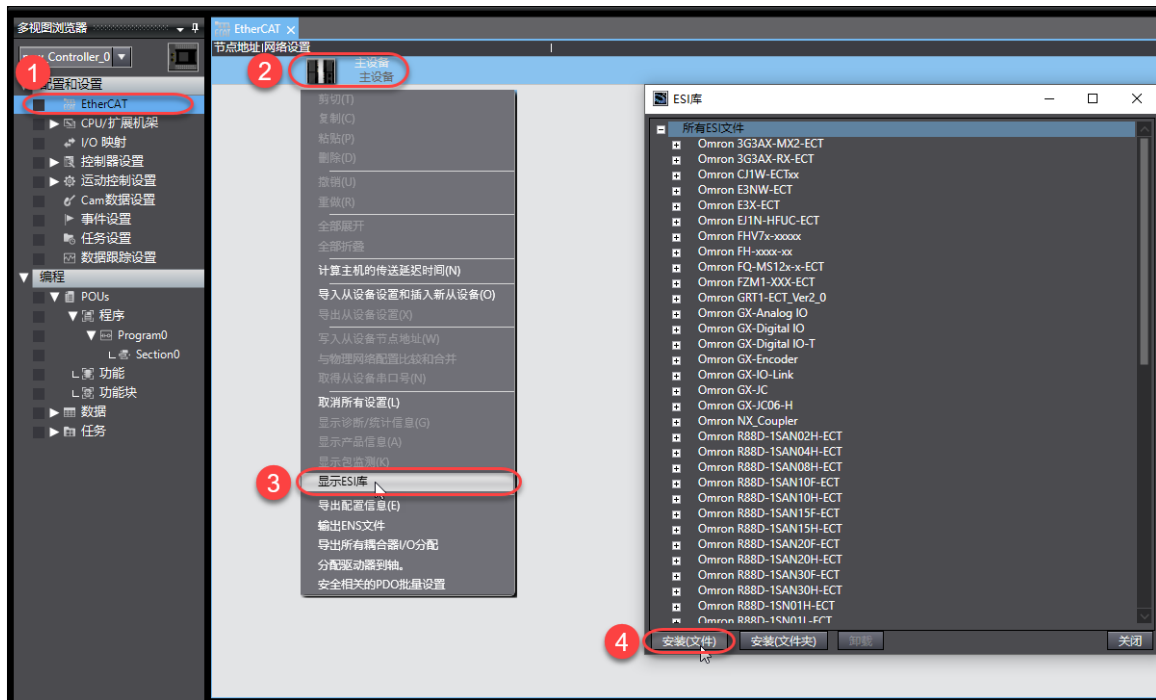 多视图浏览器
Controller_0
1
配置和设置
EtherCAT
CPU/扩展机架
I/O 映射
控制器设置
运动控制设置
Cam数据设置
事件设置
任务设置
数据跟踪设置
编程
POUs
程序
Program0
Section0
功能
功能块
数据
任务
EtherCAT
节点地址|网络设置
2
主设备
主设备
剪切(T)
复制(C)
粘贴(P)
删除(D)
撤销(U)
重做(R)
全部展开
全部折叠
计算主机的传送延迟时间(N)
导入从设备设置和插入新从设备(O)
导出从设备设置(X)
写入从设备节点地址(W)
与物理网络配置比较和合并
取得从设备串口号(N)
取消所有设置(L)
显示诊断/统计信息(G)
显示产品信息(A)
显示包监测(K)
3
显示ESI库
导出配置信息(E)
输出ENS文件
导出所有耦合器I/O分配
分配驱动器到轴。
安全相关的PDO批量设置
ESI库
所有ESI文件
Omron 3G3AX-MX2-ECT
Omron 3G3AX-RX-ECT
Omron CJ1W-ECTxx
Omron E3NW-ECT
Omron E3X-ECT
Omron EJ1N-HFUC-ECT
Omron FHV7x-xxxxx
Omron FH-xxxx-xx
Omron FQ-MS12x-x-ECT
Omron FZM1-XXX-ECT
Omron GRT1-ECT_Ver2_0
Omron GX-Analog IO
Omron GX-Digital IO
Omron GX-Digital IO-T
Omron GX-Encoder
Omron GX-IO-Link
Omron GX-JC
Omron GX-JC06-H
Omron NX_Coupler
Omron R88D-1SAN02H-ECT
Omron R88D-1SAN04H-ECT
Omron R88D-1SAN08H-ECT
Omron R88D-1SAN10F-ECT
Omron R88D-1SAN10H-ECT
Omron R88D-1SAN15F-ECT
Omron R88D-1SAN15H-ECT
Omron R88D-1SAN20F-ECT
Omron R88D-1SAN20H-ECT
Omron R88D-1SAN30F-ECT
Omron R88D-1SAN30H-ECT
Omron R88D-1SN01H-ECT
Omron R88D-1SN01L-ECT
4
安装(文件)
安装(文件夹)
卸载
关闭